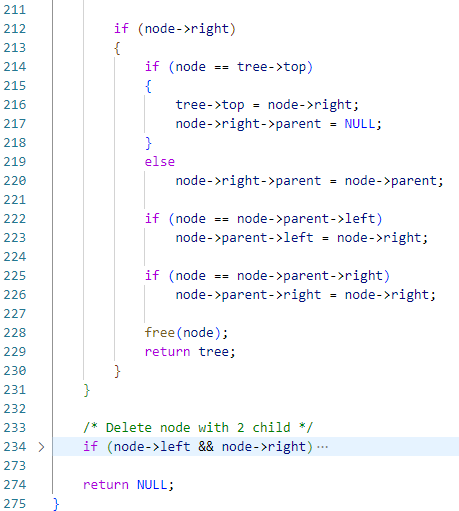 211
212 if (node->right)
213 {
214 if (node == tree->top)
215 {
216 tree->top = node->right;
217 node->right->parent = NULL;
218 }
219 else
220 node->right->parent = node->parent;
221
222 if (node == node->parent->left)
223 node->parent->left = node->right;
224
225 if (node == node->parent->right)
226 node->parent->right = node->right;
227
228 free(node);
229 return tree;
230 }
231 }
232
233 /* Delete node with 2 child */
234 if (node->left && node->right)···
273
274 return NULL;
275 }